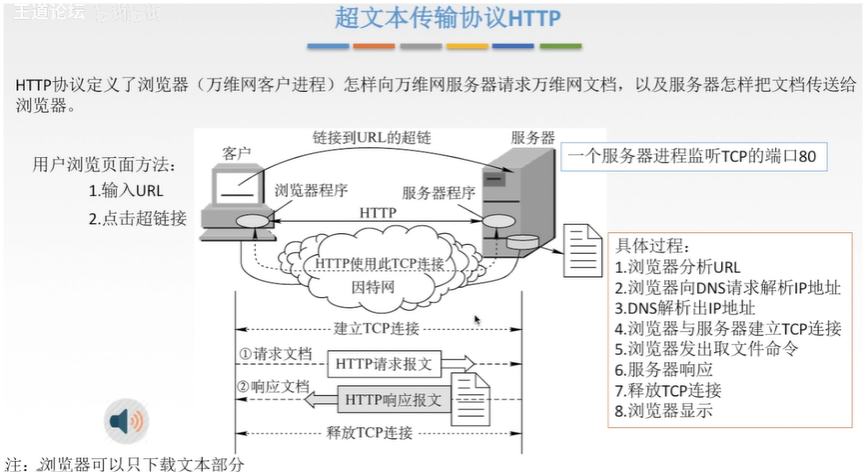 王道论坛
超文本传输协议HTTP
HTTP协议定义了浏览器（万维网客户进程）怎样向万维网服务器请求万维网文档，以及服务器怎样把文档传送给
浏览器。
用户浏览页面方法：
1.输入URL
2.点击超链接
链接到URL的超链
客户
服务器
浏览器程序
服务器程序
HTTP
HTTP使用此TCP连接
因特网
建立TCP连接
①请求文档
HTTP请求报文
②响应文档
HTTP响应报文
释放TCP连接
一个服务器进程监听TCP的端口80
具体过程：
1.浏览器分析URL
2.浏览器向DNS请求解析IP地址
3.DNS解析出IP地址
4.浏览器与服务器建立TCP连接
5.浏览器发出取文件命令
6.服务器响应
7.释放TCP连接
8.浏览器显示
注：浏览器可以只下载文本部分